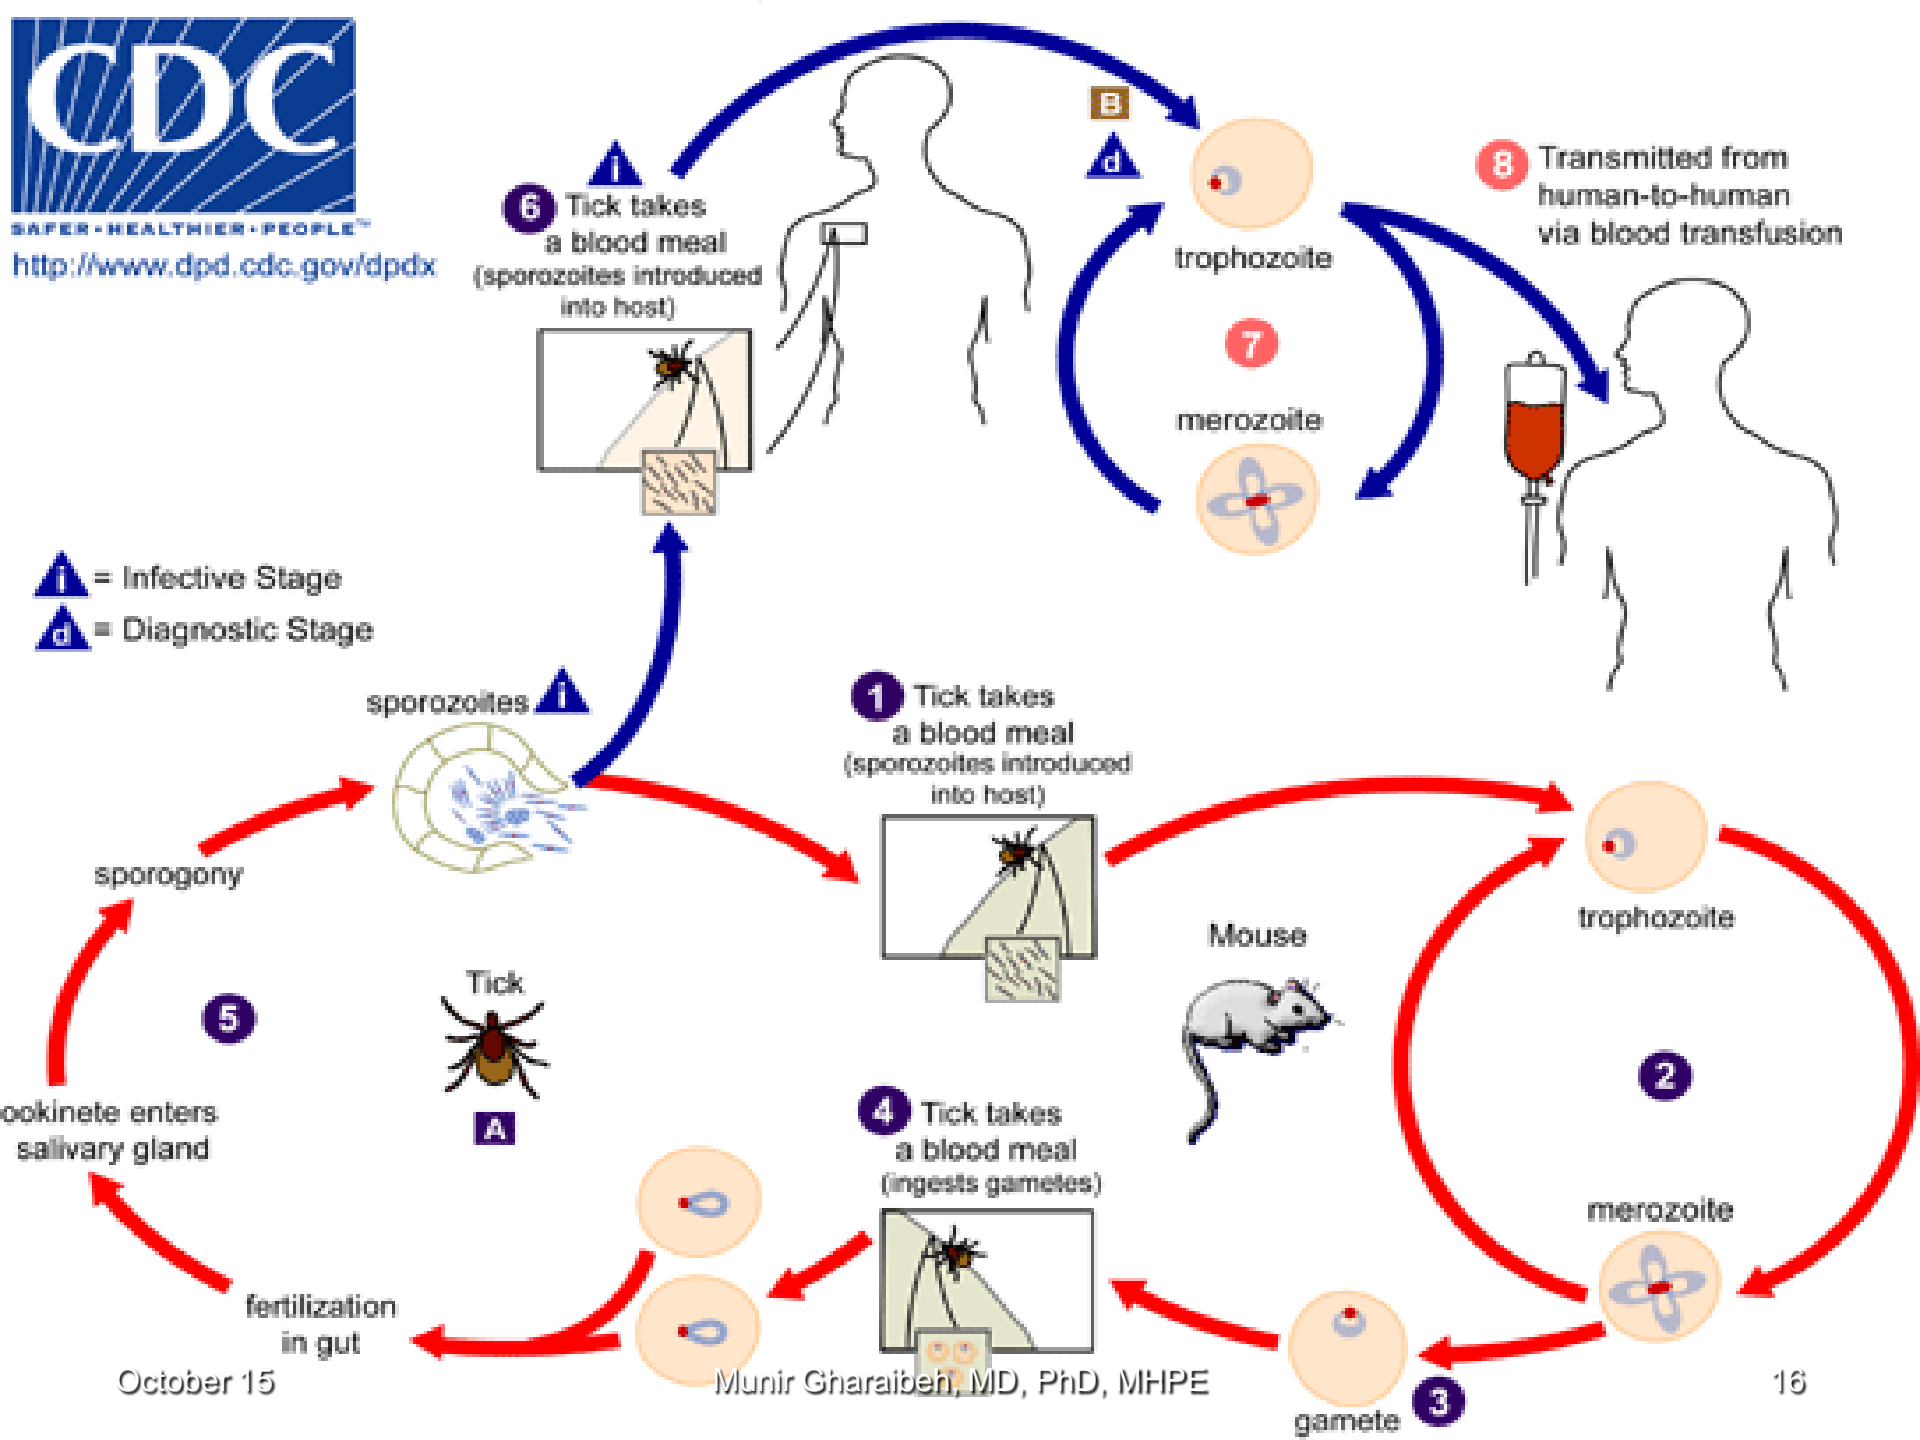 CDC
SAFER • HEALTHIER • PEOPLE™
http://www.dpd.cdc.gov/dpdx
i
6 Tick takes
a blood meal
(sporozoites introduced
into host)
B
d
trophozoite
7
merozoite
8 Transmitted from
human-to-human
via blood transfusion
i = Infective Stage
d = Diagnostic Stage
sporozoites i
1 Tick takes
a blood meal
(sporozoites introduced
into host)
sporogony
trophozoite
Mouse
Tick
5
A
2
ookinete enters
salivary gland
4 Tick takes
a blood meal
(ingests gametes)
merozoite
fertilization
in gut
gamete 3
October 15
Munir Gharaibeh, MD, PhD, MHPE
16